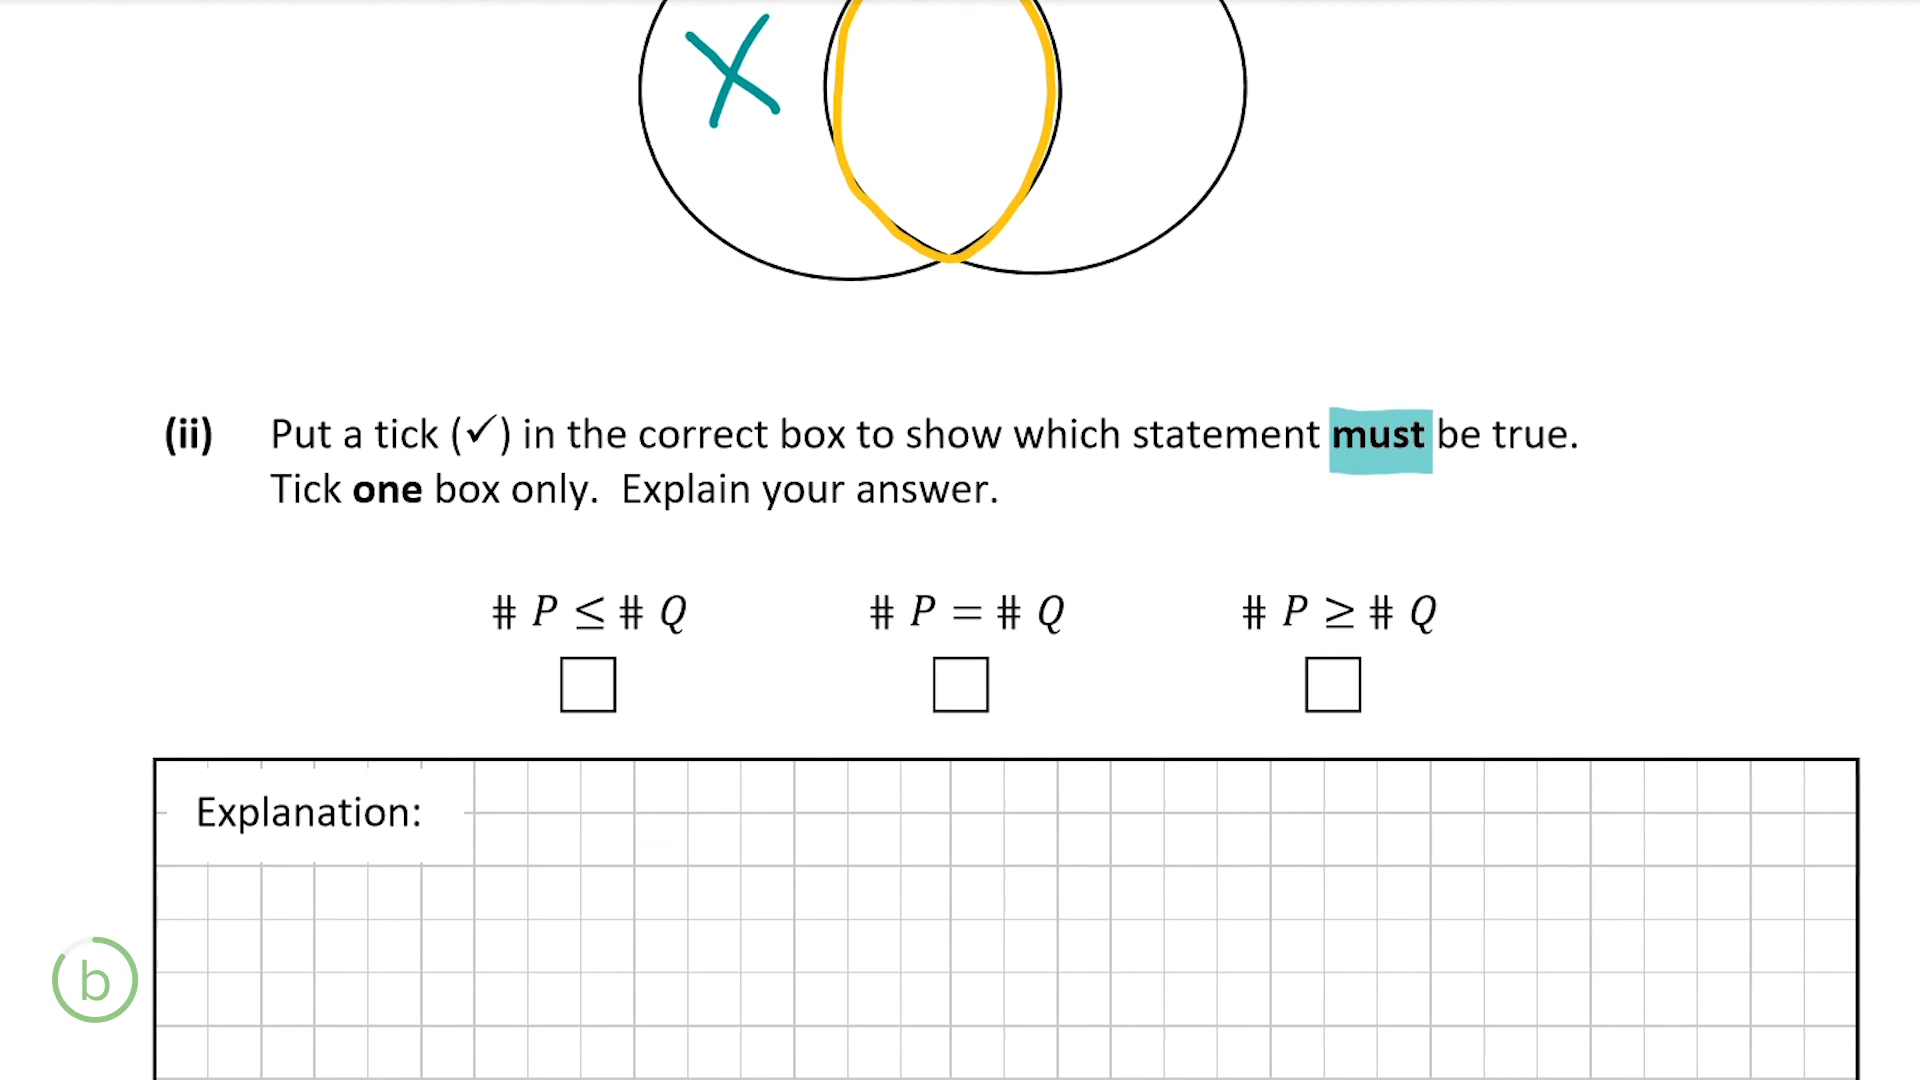 X
(ii) Put a tick (✓) in the correct box to show which statement must be true.
Tick one box only. Explain your answer.
# P ≤ # Q # P = # Q # P ≥ # Q
Explanation:
b